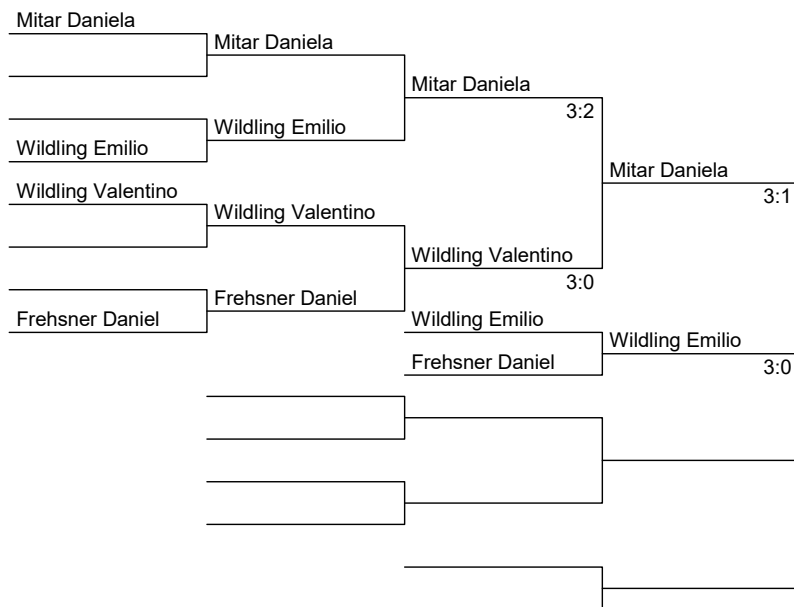 Mitar Daniela
Mitar Daniela
Mitar Daniela
3:2
Wildling Emilio
Wildling Emilio
Mitar Daniela
3:1
Wildling Valentino
Wildling Valentino
Wildling Valentino
3:0
Frehsner Daniel
Frehsner Daniel
Wildling Emilio
Wildling Emilio
3:0
Frehsner Daniel